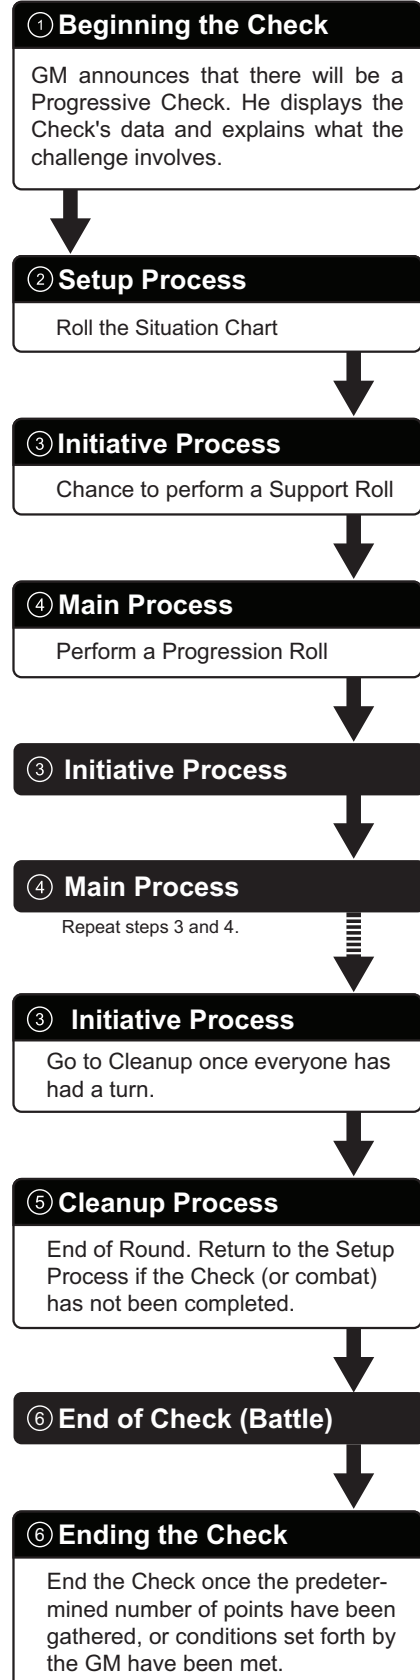 ① Beginning the Check
GM announces that there will be a
Progressive Check. He displays the
Check's data and explains what the
challenge involves.
② Setup Process
Roll the Situation Chart
③ Initiative Process
Chance to perform a Support Roll
④ Main Process
Perform a Progression Roll
③ Initiative Process
④ Main Process
Repeat steps 3 and 4.
③ Initiative Process
Go to Cleanup once everyone has
had a turn.
⑤ Cleanup Process
End of Round. Return to the Setup
Process if the Check (or combat)
has not been completed.
⑥ End of Check (Battle)
⑥ Ending the Check
End the Check once the predeter-
mined number of points have been
gathered, or conditions set forth by
the GM have been met.